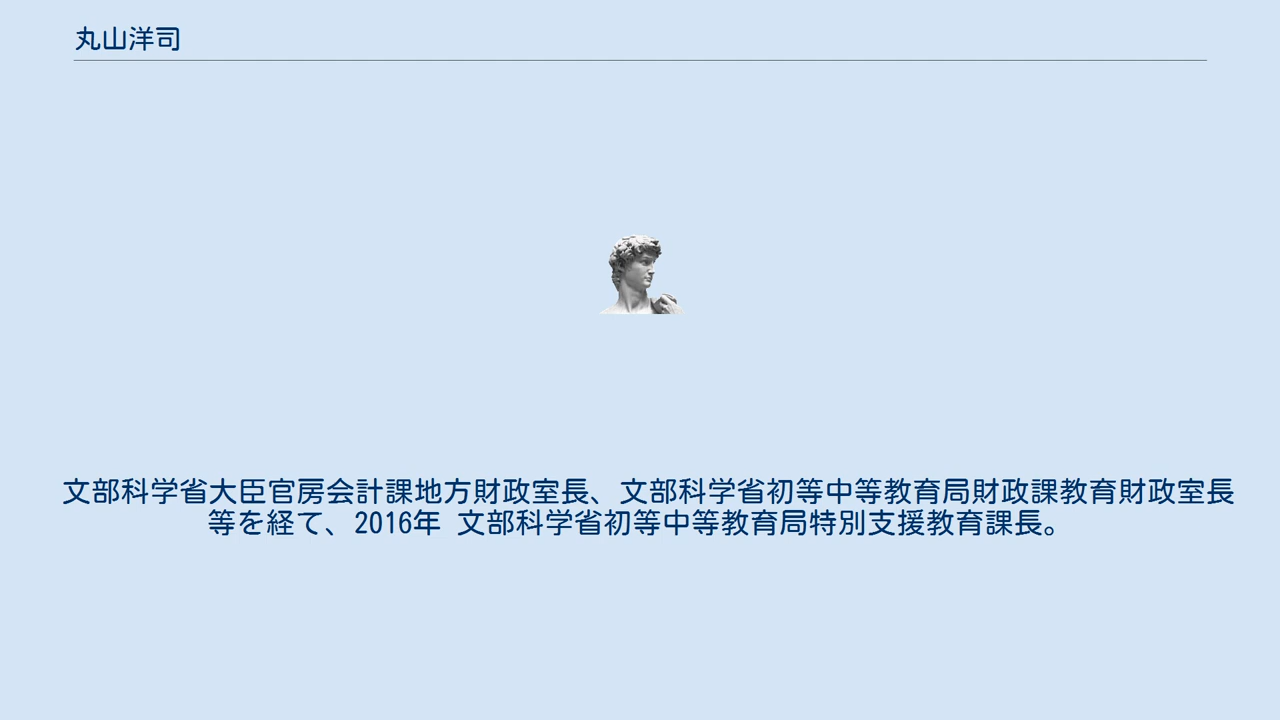 丸山洋司
文部科学省大臣官房会計課地方財政室長、文部科学省初等中等教育局財政課教育財政室長
等を経て、2016年 文部科学省初等中等教育局特別支援教育課長。